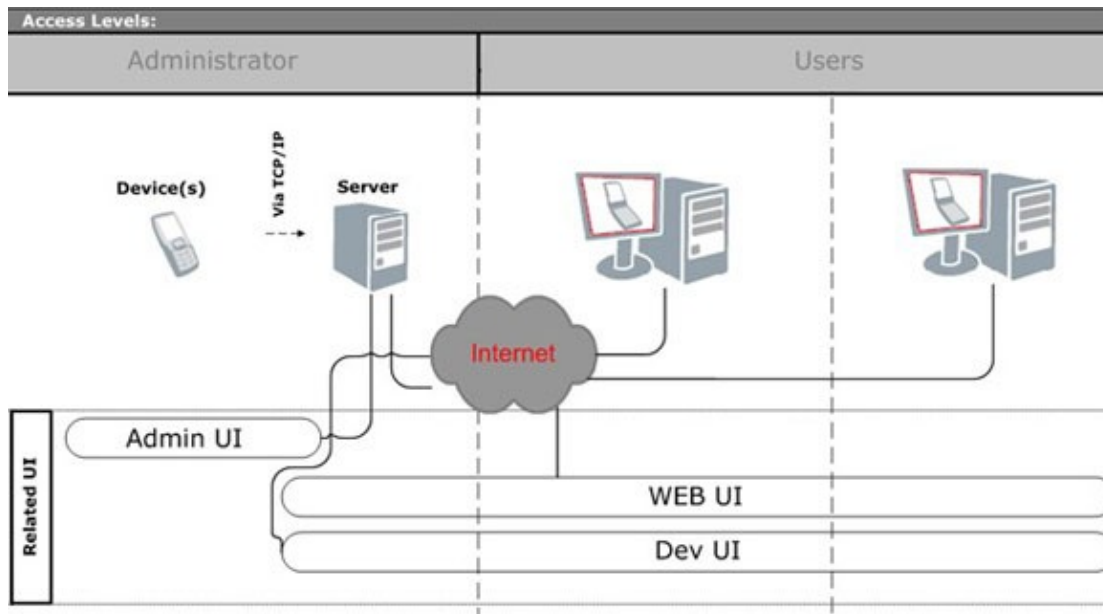 Access Levels:
Administrator
Users
Device(s)
Via TCP/IP
Server
Internet
Related UI
Admin UI
WEB UI
Dev UI